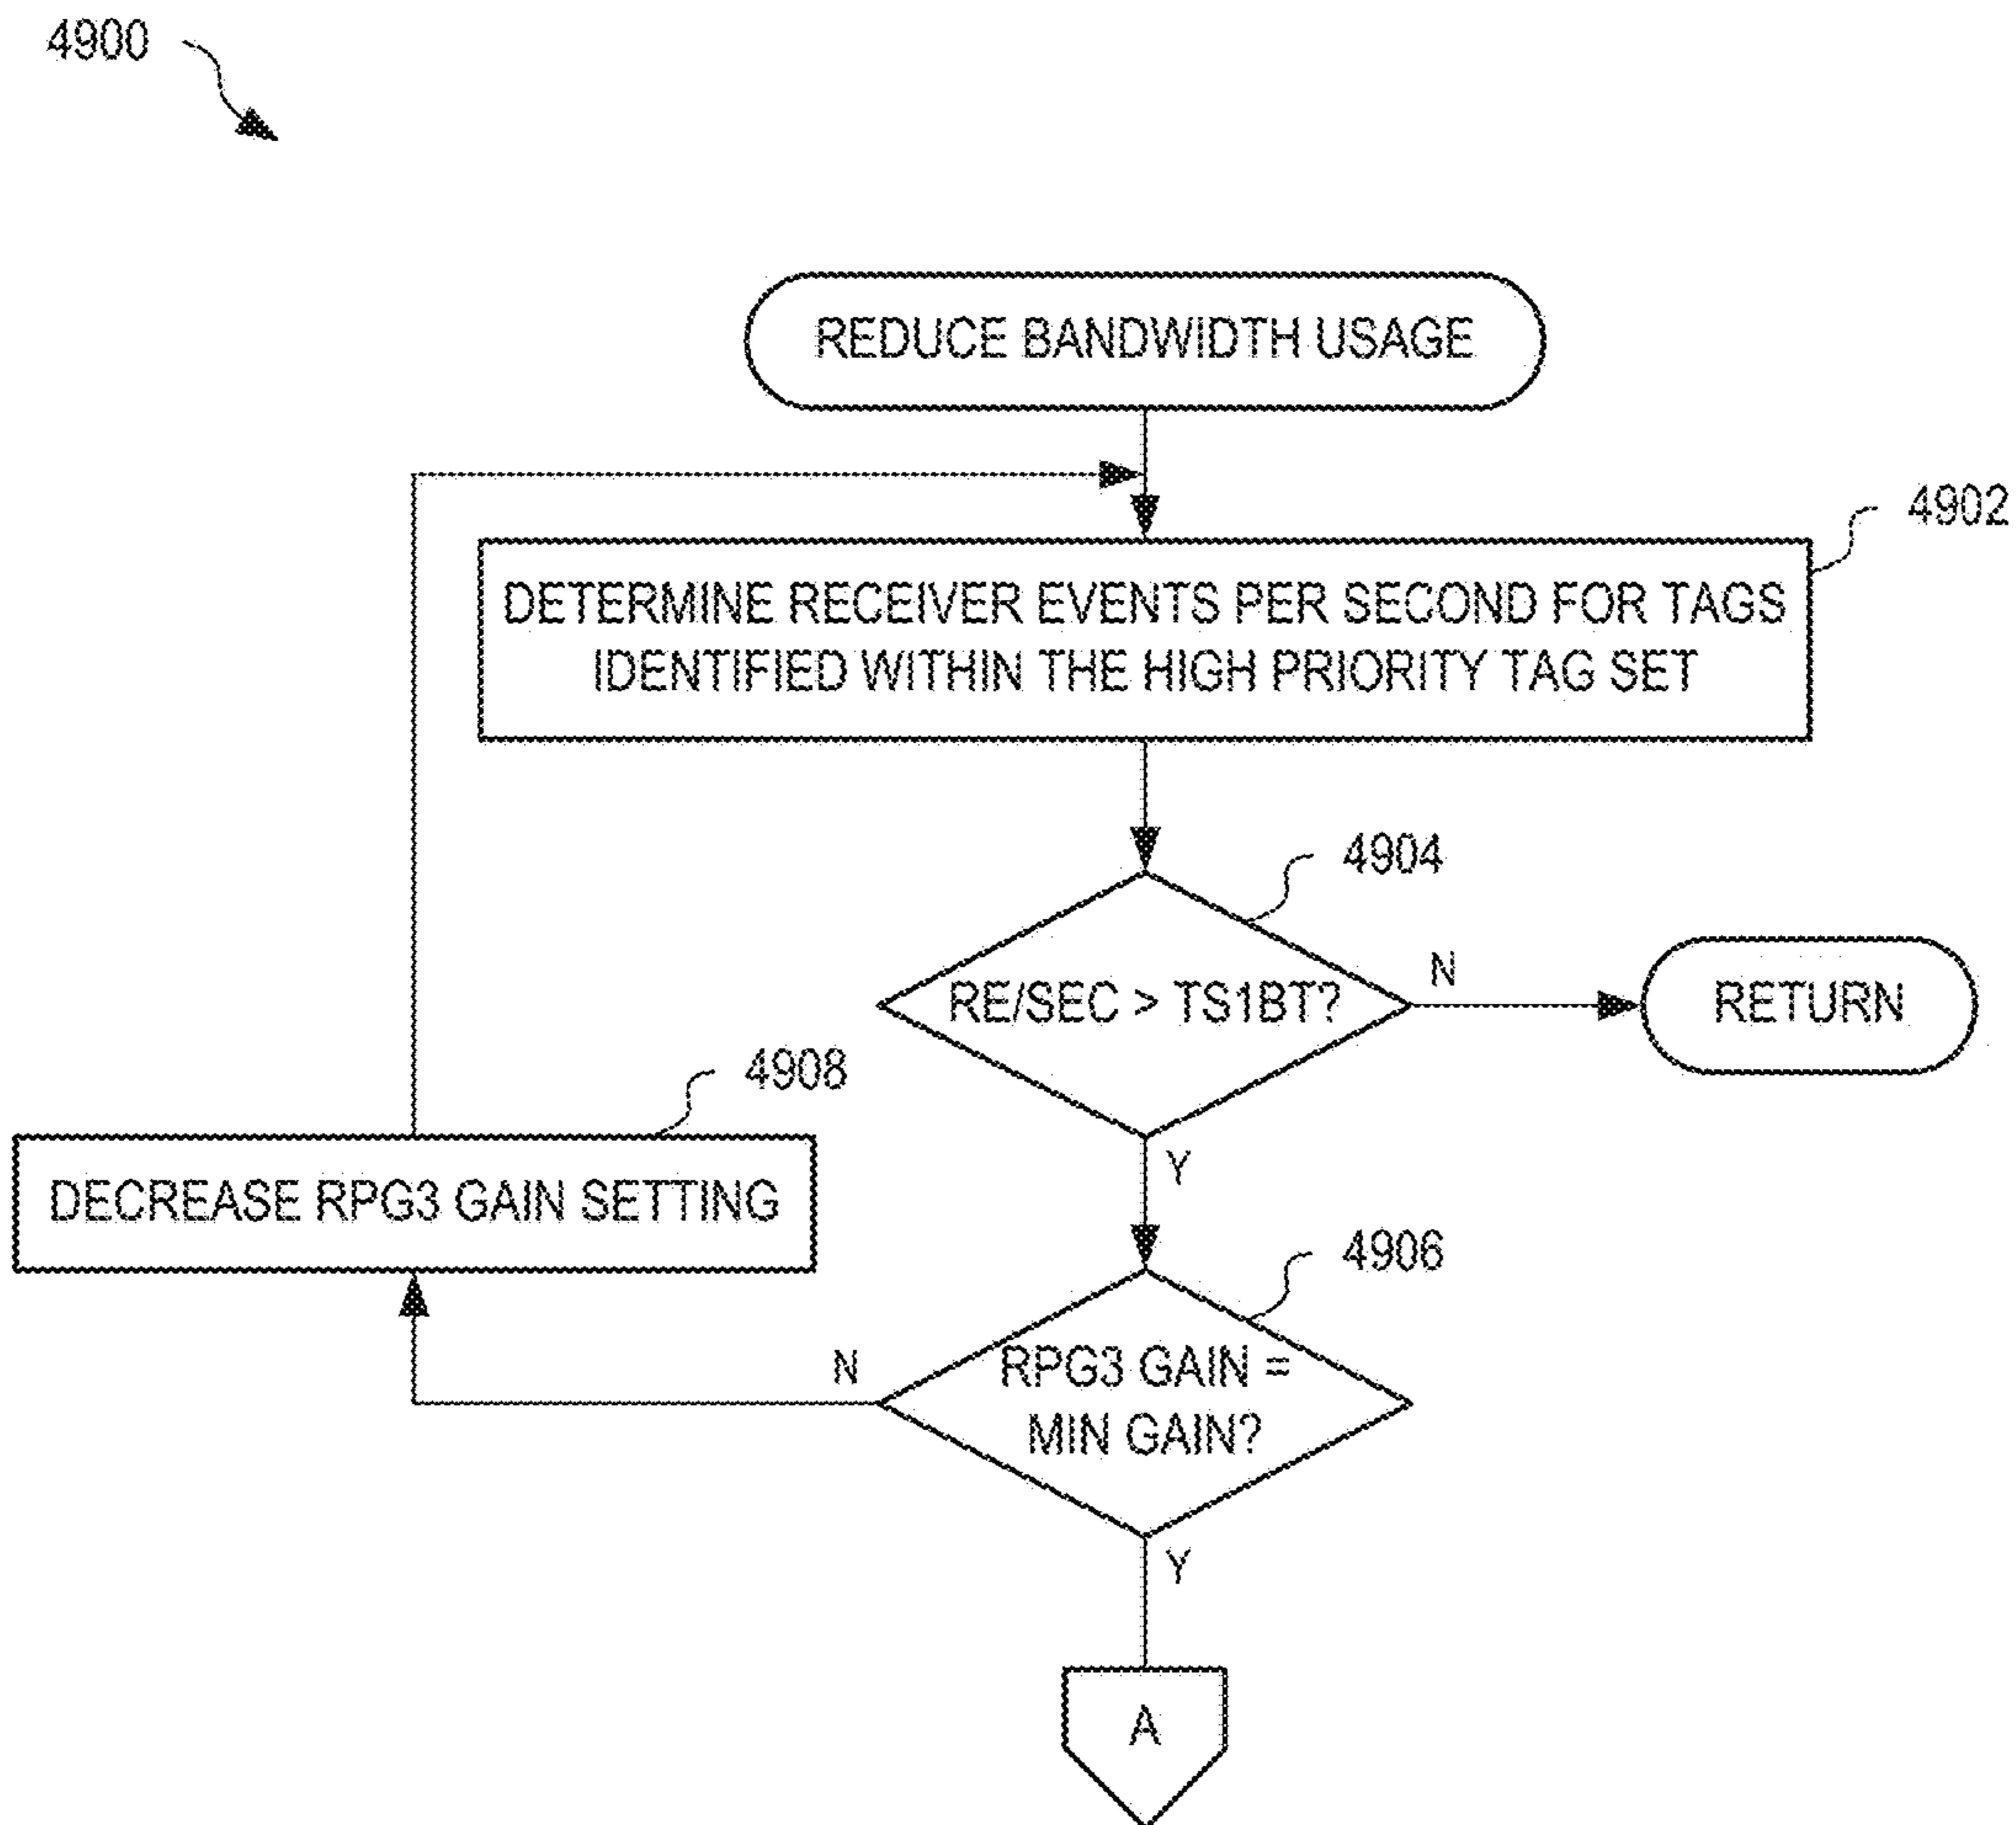 4900
REDUCE BANDWIDTH USAGE
4902
DETERMINE RECEIVER EVENTS PER SECOND FOR TAGS
IDENTIFIED WITHIN THE HIGH PRIORITY TAG SET
4904
RE/SEC > TS1BT?
N
RETURN
Y
4908
DECREASE RPG3 GAIN SETTING
4906
RPG3 GAIN =
MIN GAIN?
N
Y
A